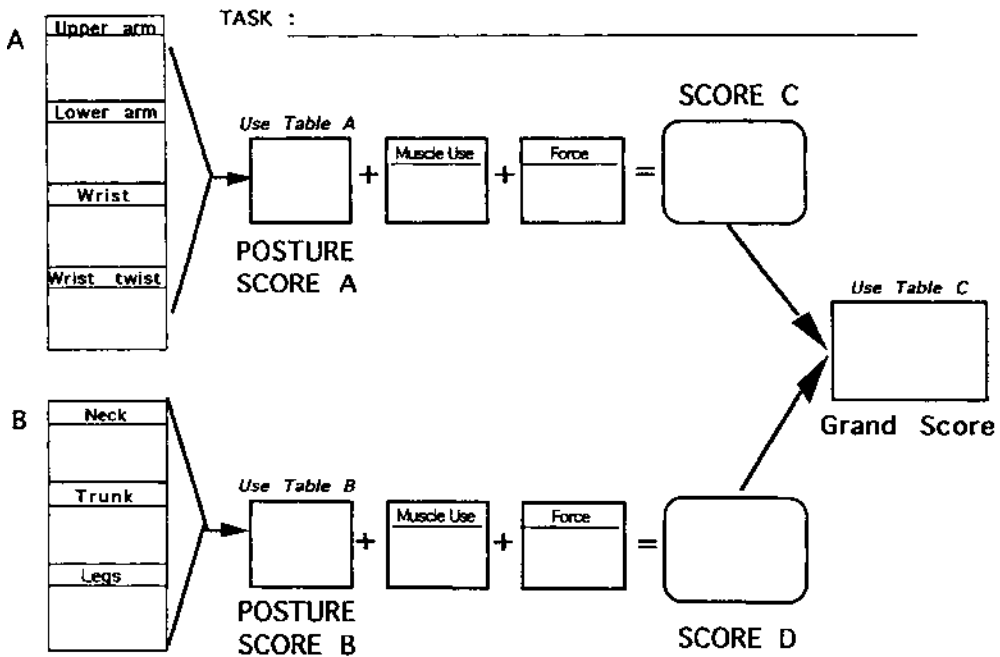 TASK :
A
Upper arm
Lower arm
Wrist
Wrist twist
Use Table A
POSTURE
SCORE A
+
Muscle Use
+
Force
=
SCORE C
Use Table C
Grand Score
B
Neck
Trunk
Legs
Use Table B
POSTURE
SCORE B
+
Muscle Use
+
Force
=
SCORE D